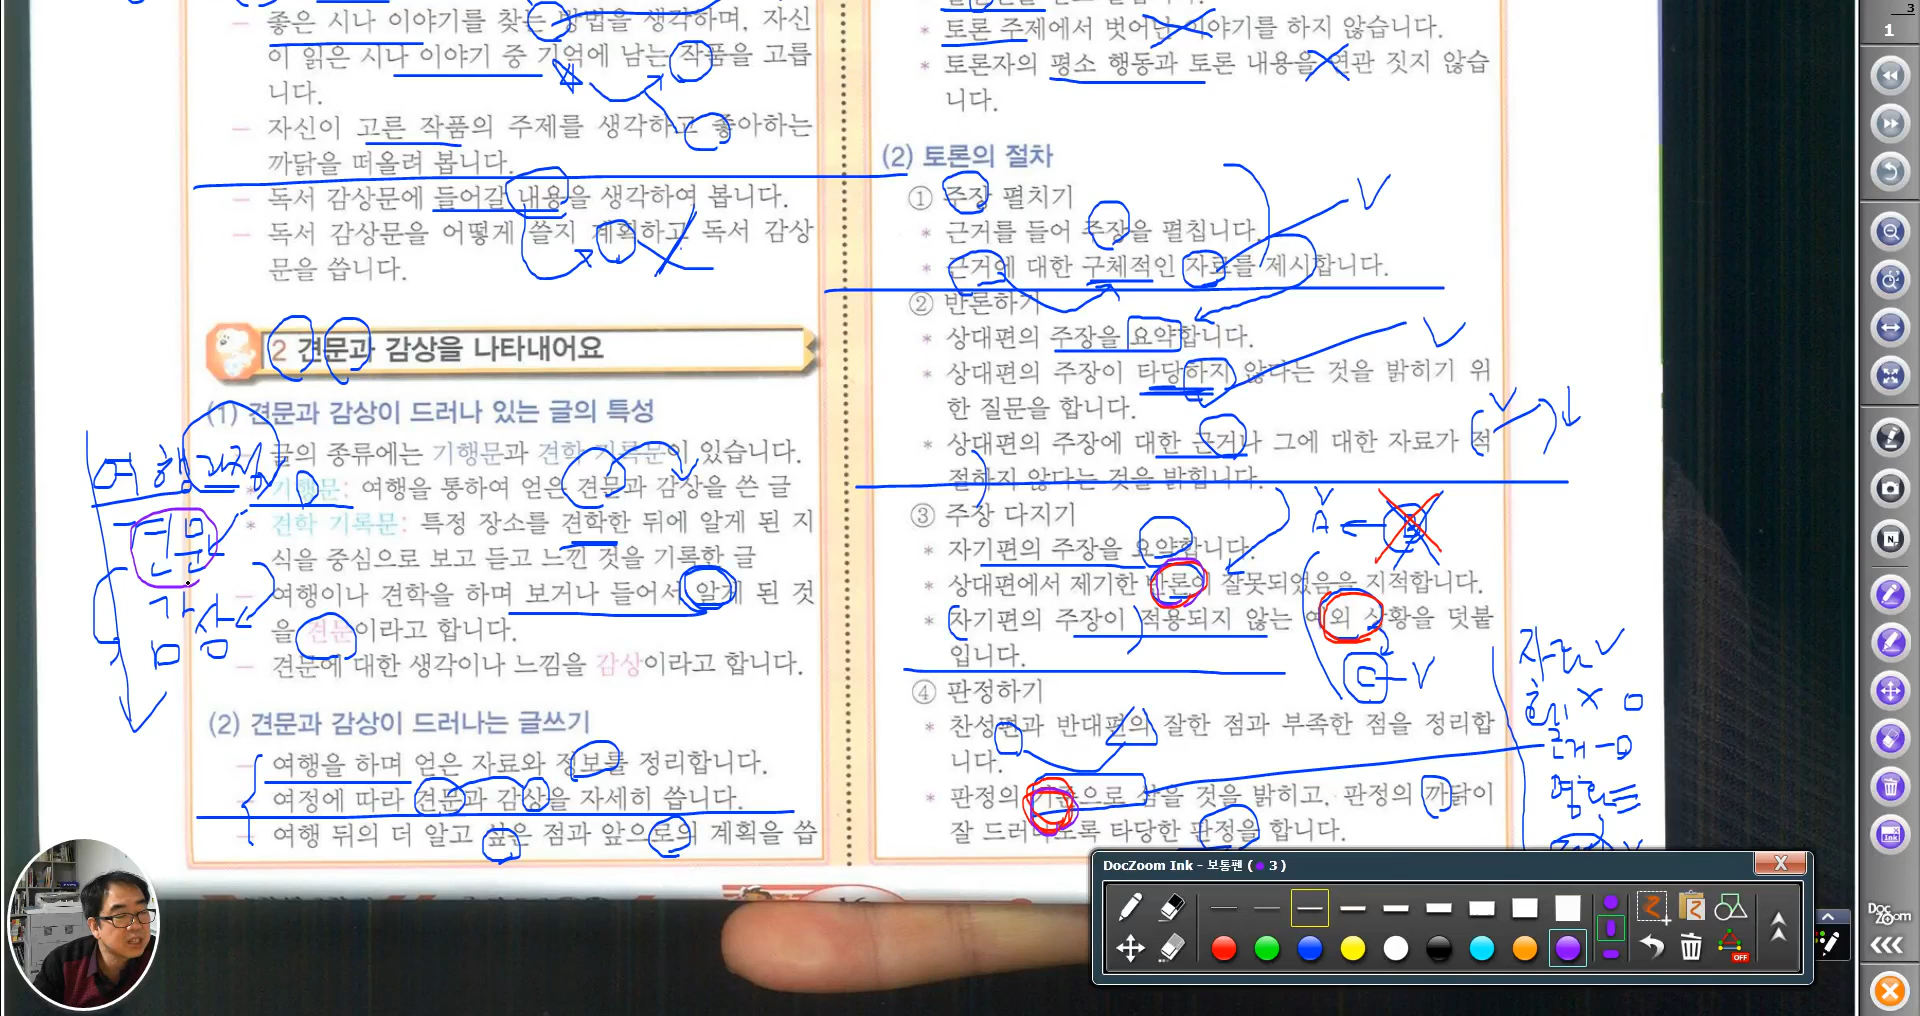 좋은 시나 이야기를 찾는 방법을 생각하며, 자신
이 읽은 시나 이야기 중 기억에 남는 작품을 고릅
니다.
자신이 고른 작품의 주제를 생각하고 좋아하는
까닭을 떠올려 봅니다.
독서 감상문에 들어갈 내용을 생각하여 봅니다.
독서 감상문을 어떻게 쓸지 계획하고 독서 감상
문을 씁니다.
2 견문과 감상을 나타내어요
(1) 견문과 감상이 드러나 있는 글의 특성
글의 종류에는 기행문과 견학 기록문이 있습니다.
* 기행문: 여행을 통하여 얻은 견문과 감상을 쓴 글
* 견학 기록문: 특정 장소를 견학한 뒤에 알게 된 지
식을 중심으로 보고 듣고 느낀 것을 기록한 글
여행이나 견학을 하며 보거나 들어서 알게 된 것
을 견문이라고 합니다.
견문에 대한 생각이나 느낌을 감상이라고 합니다.
(2) 견문과 감상이 드러나는 글쓰기
여행을 하며 얻은 자료와 정보를 정리합니다.
여정에 따라 견문과 감상을 자세히 씁니다.
여행 뒤의 더 알고 싶은 점과 앞으로의 계획을 씁
여행과정
견문
감상
* 토론 주제에서 벗어난 이야기를 하지 않습니다.
* 토론자의 평소 행동과 토론 내용을 연관 짓지 않습
니다.
(2) 토론의 절차
① 주장 펼치기
* 근거를 들어 주장을 펼칩니다.
* 근거에 대한 구체적인 자료를 제시합니다.
② 반론하기
* 상대편의 주장을 요약합니다.
* 상대편의 주장이 타당하지 않다는 것을 밝히기 위
한 질문을 합니다.
* 상대편의 주장에 대한 근거나 그에 대한 자료가 적
절하지 않다는 것을 밝힙니다.
③ 주장 다지기
* 자기편의 주장을 요약합니다.
* 상대편에서 제기한 반론이 잘못되었음을 지적합니다.
* 자기편의 주장이 적용되지 않는 예외 상황을 덧붙
입니다.
④ 판정하기
* 찬성편과 반대편의 잘한 점과 부족한 점을 정리합
니다.
* 판정의 기준으로 삼을 것을 밝히고, 판정의 까닭이
잘 드러나도록 타당한 판정을 합니다.
A
B
C
자료
근거
DocZoom Ink - 보통펜 ( 3 )
X
OFF
3
1
N
Ink
Doc
Zoom